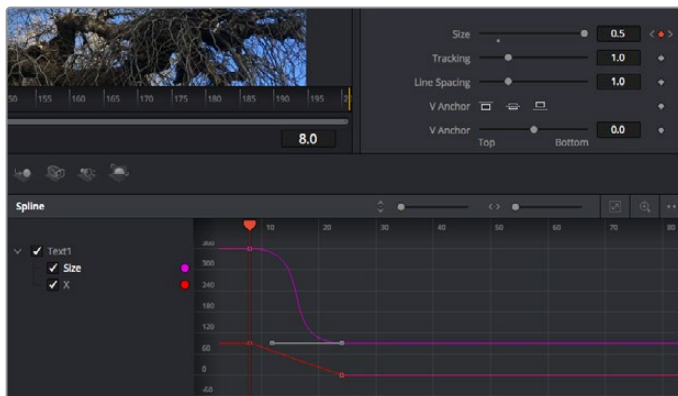 Size 0.5
Tracking 1.0
Line Spacing 1.0
V Anchor
V Anchor 0.0
Top Bottom
50 155 160 165 170 175 180 185 190 195
8.0
Spline
10 20 30 40 50 60 70 80
Text1
Size
X
300
240
180
120
60
0
-60